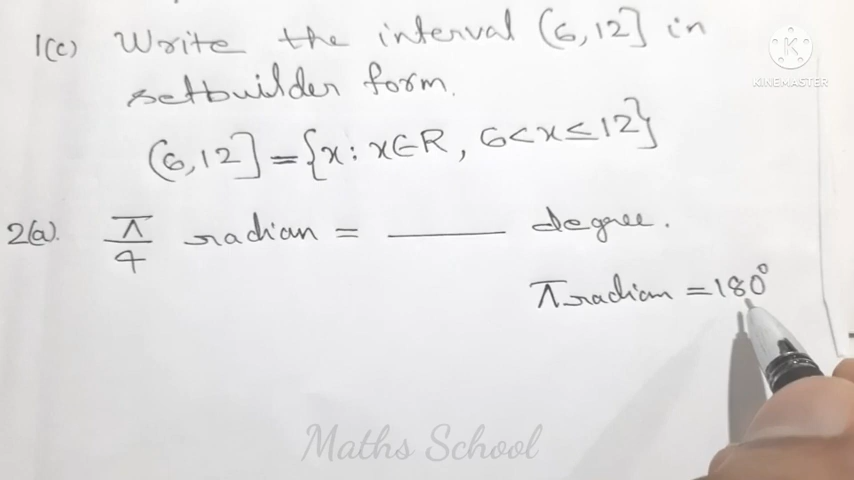 1(c) Write the interval (6,12] in
setbuilder form.
(6,12] = {x : x∈R, 6<x≤12}
2(a). π/4 radian = ______ degree.
π radian = 180°
K
KINEMASTER
Maths School